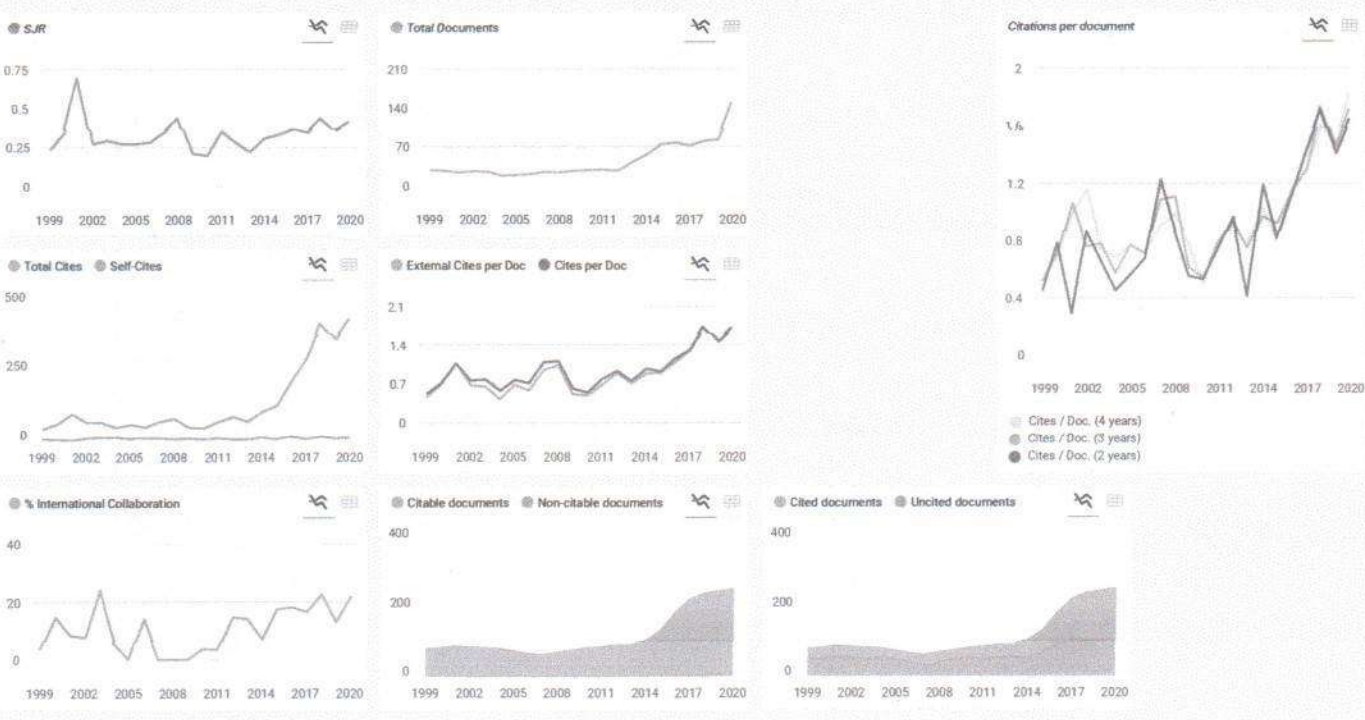 SJR
0.75
0.5
0.25
0
1999 2002 2005 2008 2011 2014 2017 2020
Total Documents
210
140
70
0
1999 2002 2005 2008 2011 2014 2017 2020
Citations per document
2
1.6
1.2
0.8
0.4
0
1999 2002 2005 2008 2011 2014 2017 2020
Cites / Doc. (4 years)
Cites / Doc. (3 years)
Cites / Doc. (2 years)
Total Cites Self-Cites
500
250
0
1999 2002 2005 2008 2011 2014 2017 2020
External Cites per Doc Cites per Doc
2.1
1.4
0.7
0
1999 2002 2005 2008 2011 2014 2017 2020
% International Collaboration
40
20
0
1999 2002 2005 2008 2011 2014 2017 2020
Citable documents Non-citable documents
400
200
0
1999 2002 2005 2008 2011 2014 2017 2020
Cited documents Uncited documents
400
200
0
1999 2002 2005 2008 2011 2014 2017 2020